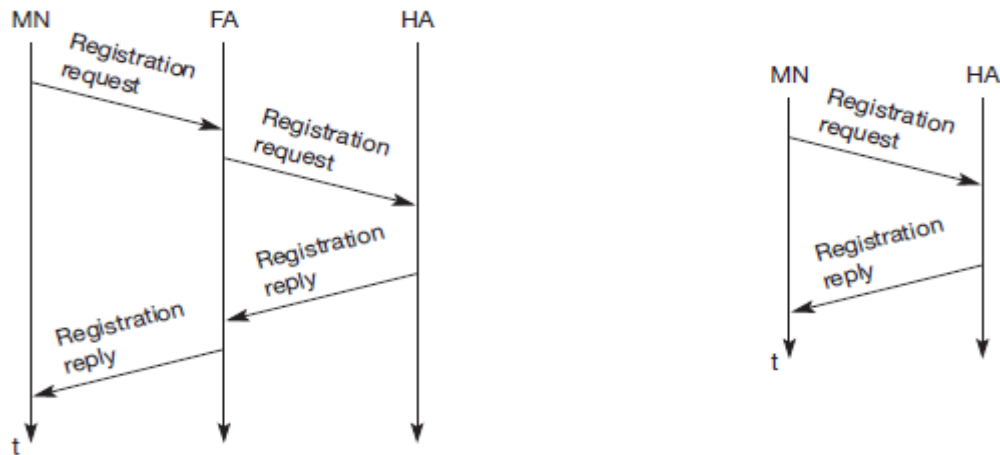 MN FA HA
Registration
request
Registration
request
Registration
reply
Registration
reply
t
MN HA
Registration
request
Registration
reply
t